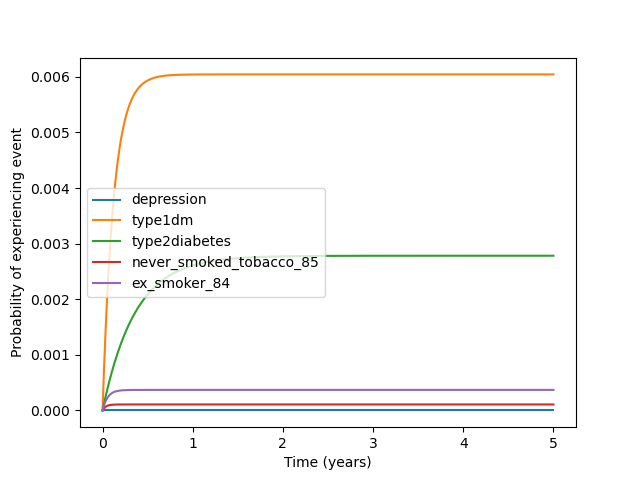 0.006
0.005
0.004
0.003
0.002
0.001
0.000
Probability of experiencing event
depression
type1dm
type2diabetes
never_smoked_tobacco_85
ex_smoker_84
0 1 2 3 4 5
Time (years)